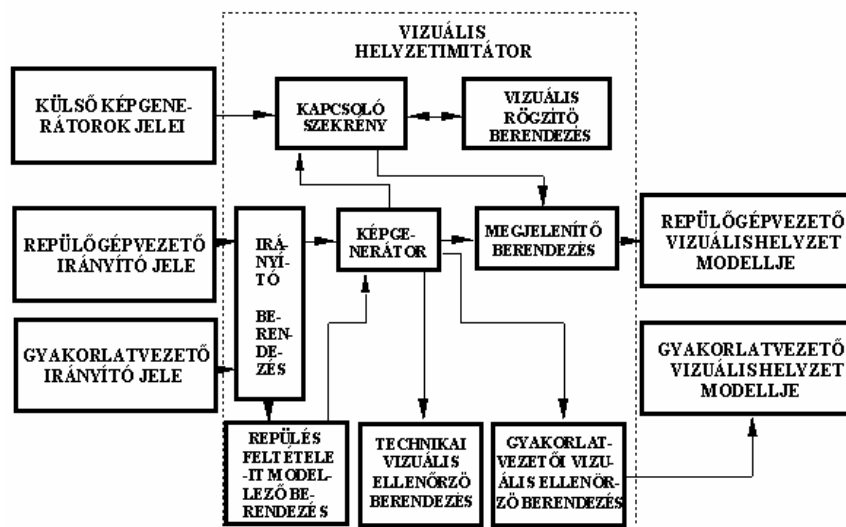 VIZUÁLIS
HELYZETIMITÁTOR
KÜLSŐ KÉPGENE-
RÁTOROK JELEI
KAPCSOLÓ
SZEKRÉNY
VIZUÁLIS
RÖGZÍTŐ
BERENDEZÉS
REPÜLŐGÉPVEZETŐ
IRÁNYÍTÓ JELE
IRÁ-
NYÍ-
TÓ
BE-
REN-
DE-
ZÉS
KÉPGE-
NERÁTOR
MEGJELENÍTŐ
BERENDEZÉS
REPÜLŐGÉPVEZETŐ
VIZUÁLISHELYZET
MODELLJE
GYAKORLATVEZETŐ
IRÁNYÍTÓ JELE
GYAKORLATVEZETŐ
VIZUÁLISHELYZET
MODELLJE
REPÜLÉS
FELTÉTELE
-IT MODEL-
LEZŐ BE-
RENDEZÉS
TECHNIKAI
VIZUÁLIS
ELLENŐRZŐ
BERENDEZÉS
GYAKORLAT-
VEZETŐI VIZU-
ÁLIS ELLENÖR-
ZŐ BERENDEZÉS